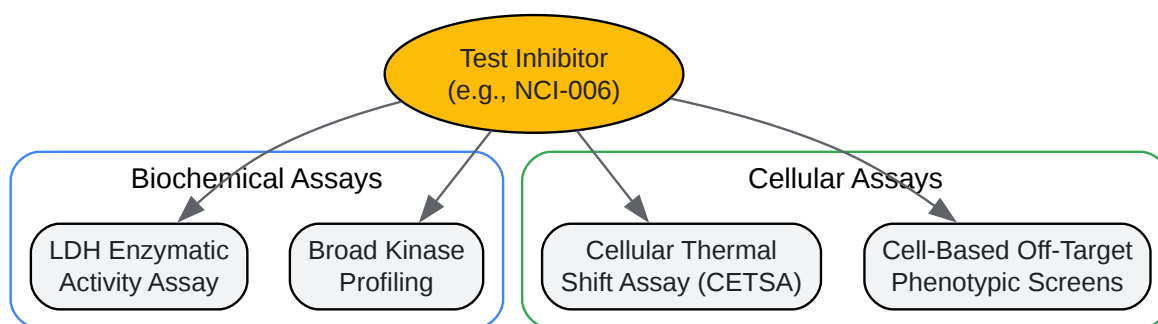 Test Inhibitor
(e.g., NCI-006)
Biochemical Assays
Cellular Assays
LDH Enzymatic
Activity Assay
Broad Kinase
Profiling
Cellular Thermal
Shift Assay (CETSA)
Cell-Based Off-Target
Phenotypic Screens